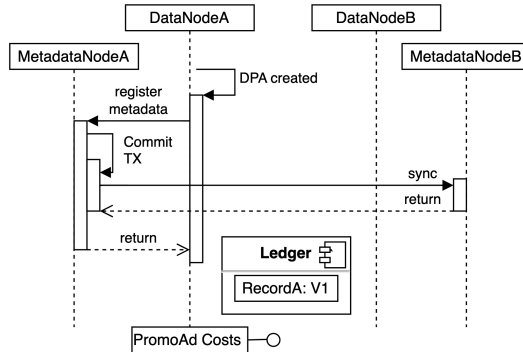 DataNodeA
DataNodeB
MetadataNodeA
MetadataNodeB
DPA created
register
metadata
Commit
TX
sync
return
return
Ledger
RecordA: V1
PromoAd Costs